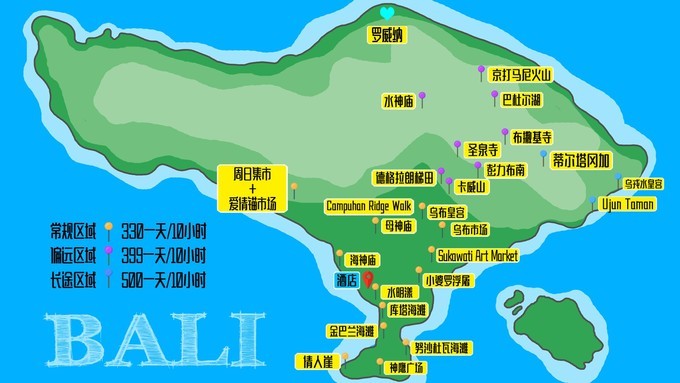 罗威纳
京打马尼火山
水神庙
巴杜尔湖
布撒基寺
圣泉寺
蒂尔塔冈加
彭力布南
德格拉朗梯田
卡威山
乌戎水皇宫
Ujun Taman
周日集市
+
爱情锚市场
Campuhan Ridge Walk
乌布皇宫
母神庙
乌布市场
常规区域 330一天/10小时
偏远区域 399一天/10小时
长途区域 500一天/10小时
海神庙
Sukawati Art Market
酒店
小婆罗浮屠
水明漾
库塔海滩
金巴兰海滩
努沙杜瓦海滩
情人崖
神鹰广场
BALI